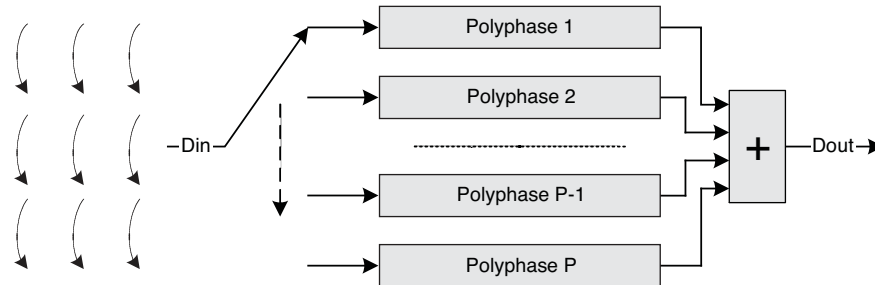 Polyphase 1
Polyphase 2
Din
+
Dout
Polyphase P-1
Polyphase P